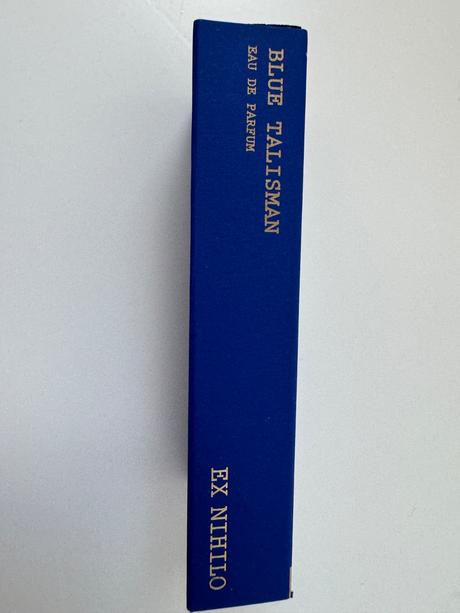 BLUE TALISMAN
EAU DE PARFUM
EX NIHILO